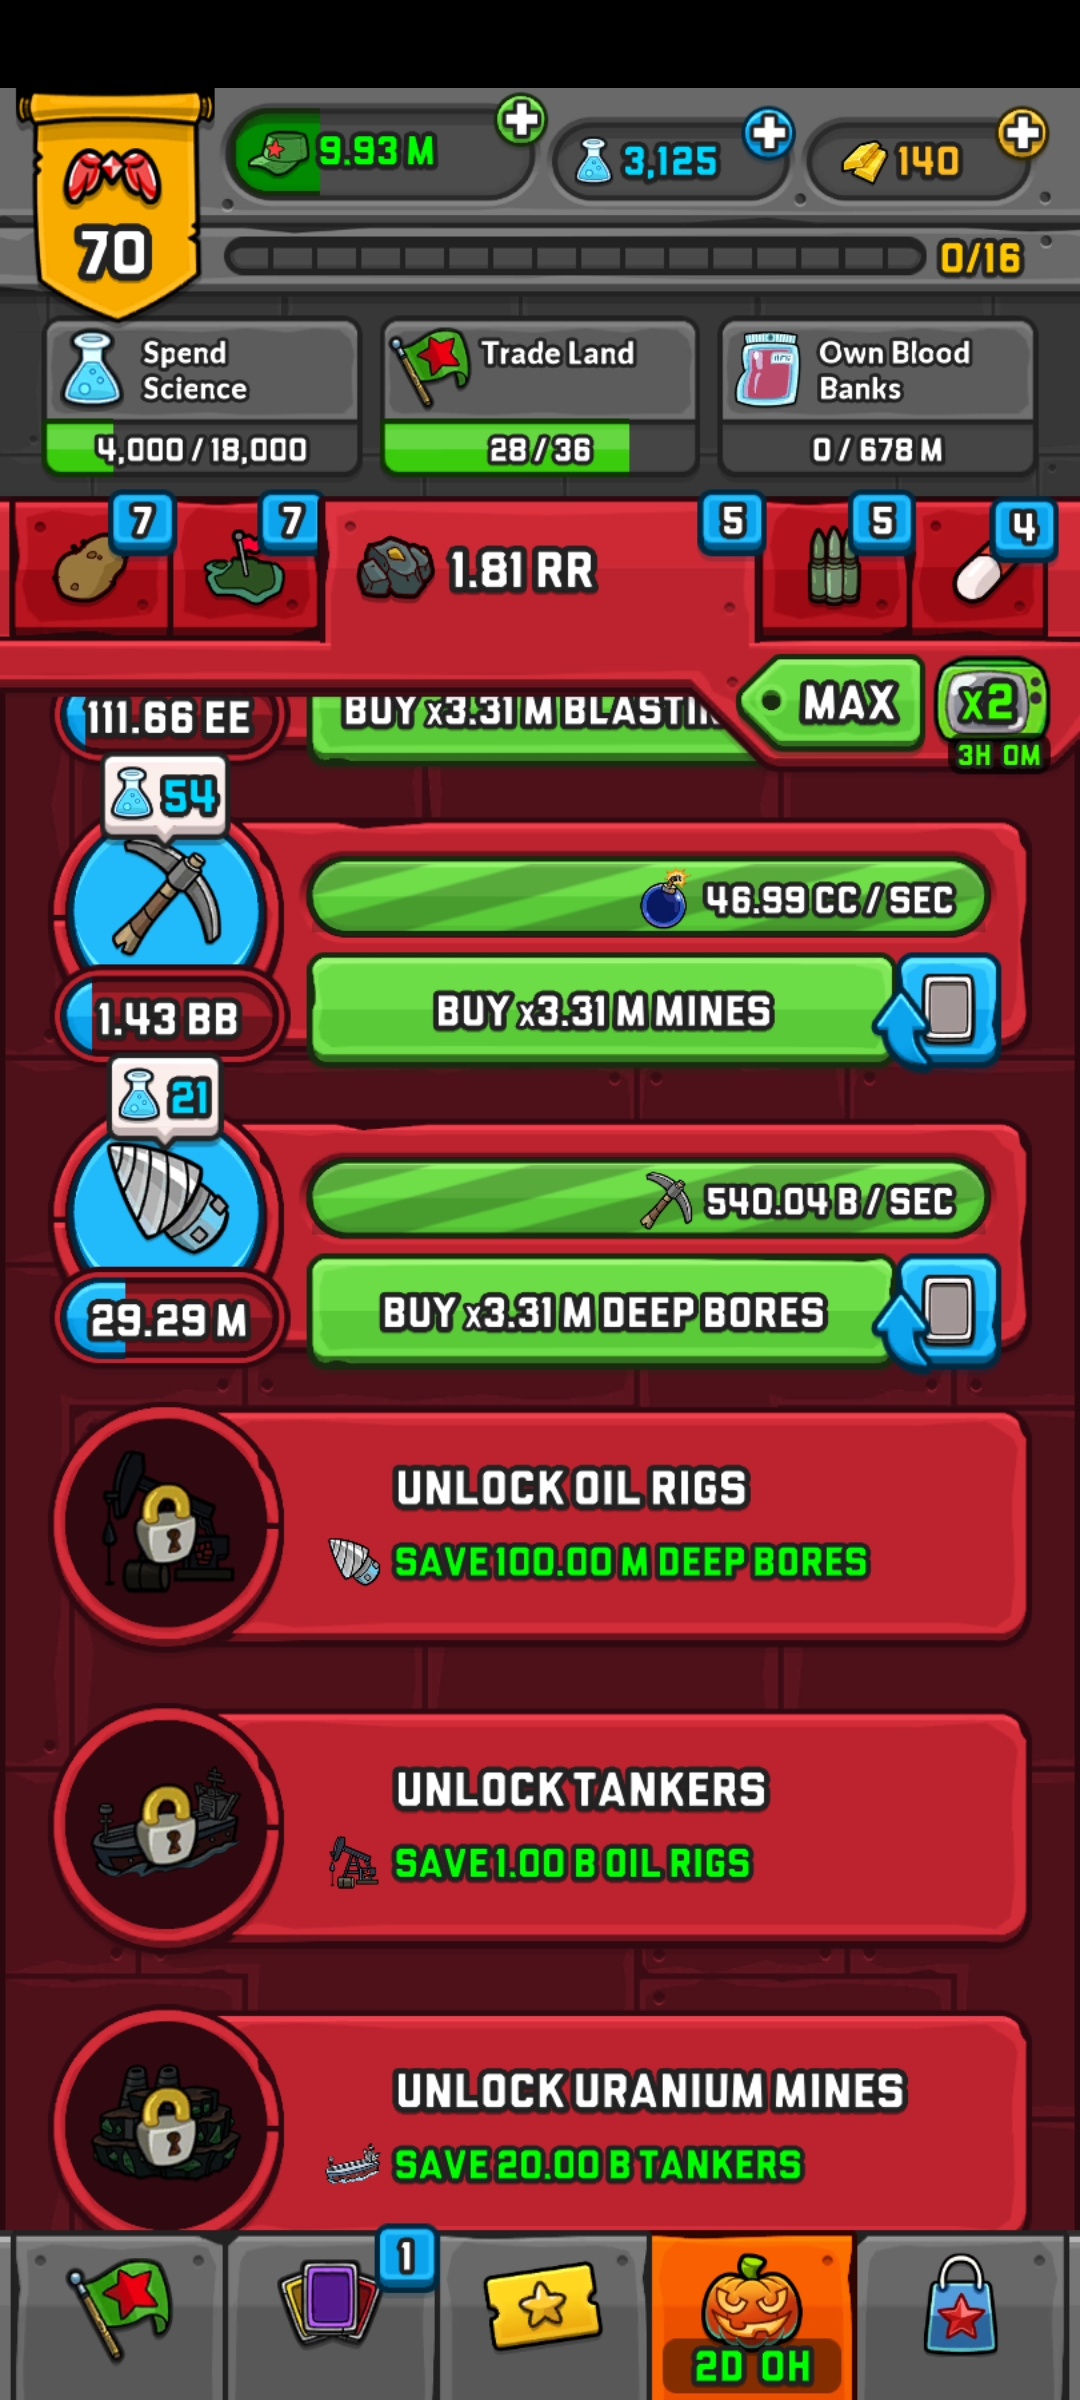 9.93 M
3,125
140
70
0/16
Spend
Science
4,000/18,000
Trade Land
28/36
Own Blood
Banks
0/678 M
7
7
1.81 RR
5
5
4
MAX
x2
3H 0M
111.66 EE
BUY x3.31 M
54
46.99 CC/SEC
1.43 BB
BUY x3.31 M MINES
21
540.04 B/SEC
29.29 M
BUY x3.31 M DEEP BORES
UNLOCK OIL RIGS
SAVE 100.00 M DEEP BORES
UNLOCK TANKERS
SAVE 1.00 B OIL RIGS
UNLOCK URANIUM MINES
SAVE 20.00 B TANKERS
1
2D 0H